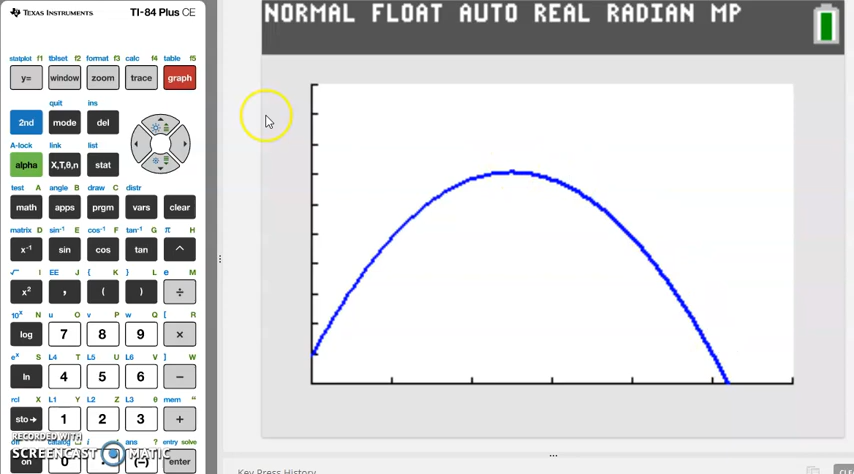 TEXAS INSTRUMENTS TI-84 Plus CE
NORMAL FLOAT AUTO REAL RADIAN MP
statplot f1 tblset f2 format f3 calc f4 table f5
y= window zoom trace graph
quit ins
2nd mode del
A-lock link list
alpha X,T,θ,n stat
test A angle B draw C distr
math apps prgm vars clear
matrix D sin⁻¹ E cos⁻¹ F tan⁻¹ G π H
x⁻¹ sin cos tan ^
√ I EE J { K } L e M
x² , ( ) ÷
10ˣ N u O v P w Q [ R
log 7 8 9 ×
eˣ S L4 T L5 U L6 V ] W
ln 4 5 6 −
rcl X L1 Y L2 Z L3 θ mem "
sto→ 1 2 3 +
RECORDED WITH
SCREENCAST MATIC
off catalog i ans ? entry solve
on 0 . (−) enter
Key Press History